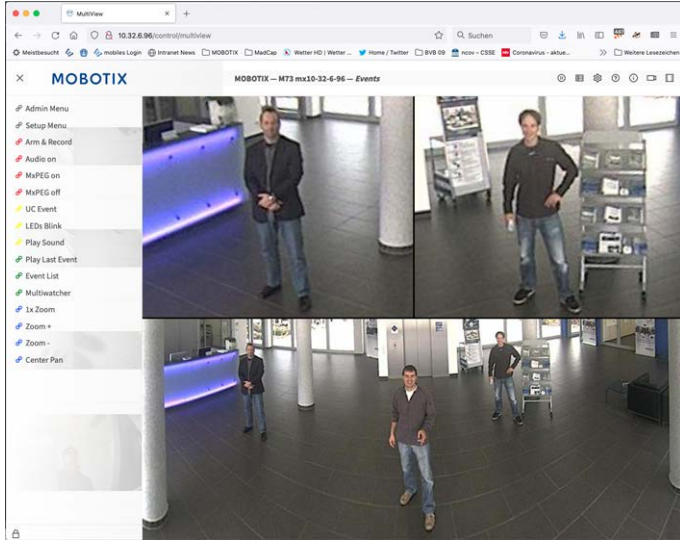 MultiView
10.32.6.96/control/multiview
Suchen
Meistbesucht
mobiles Login
Intranet News
MOBOTIX
MadCap
Wetter HD | Wetter ...
Home / Twitter
BVB 09
ncov – CSSE
Coronavirus - aktue...
Weitere Lesezeichen
MOBOTIX
MOBOTIX — M73 mx10-32-6-96 — Events
Admin Menu
Setup Menu
Arm & Record
Audio on
MxPEG on
MxPEG off
UC Event
LEDs Blink
Play Sound
Play Last Event
Event List
Multiwatcher
1x Zoom
Zoom +
Zoom -
Center Pan